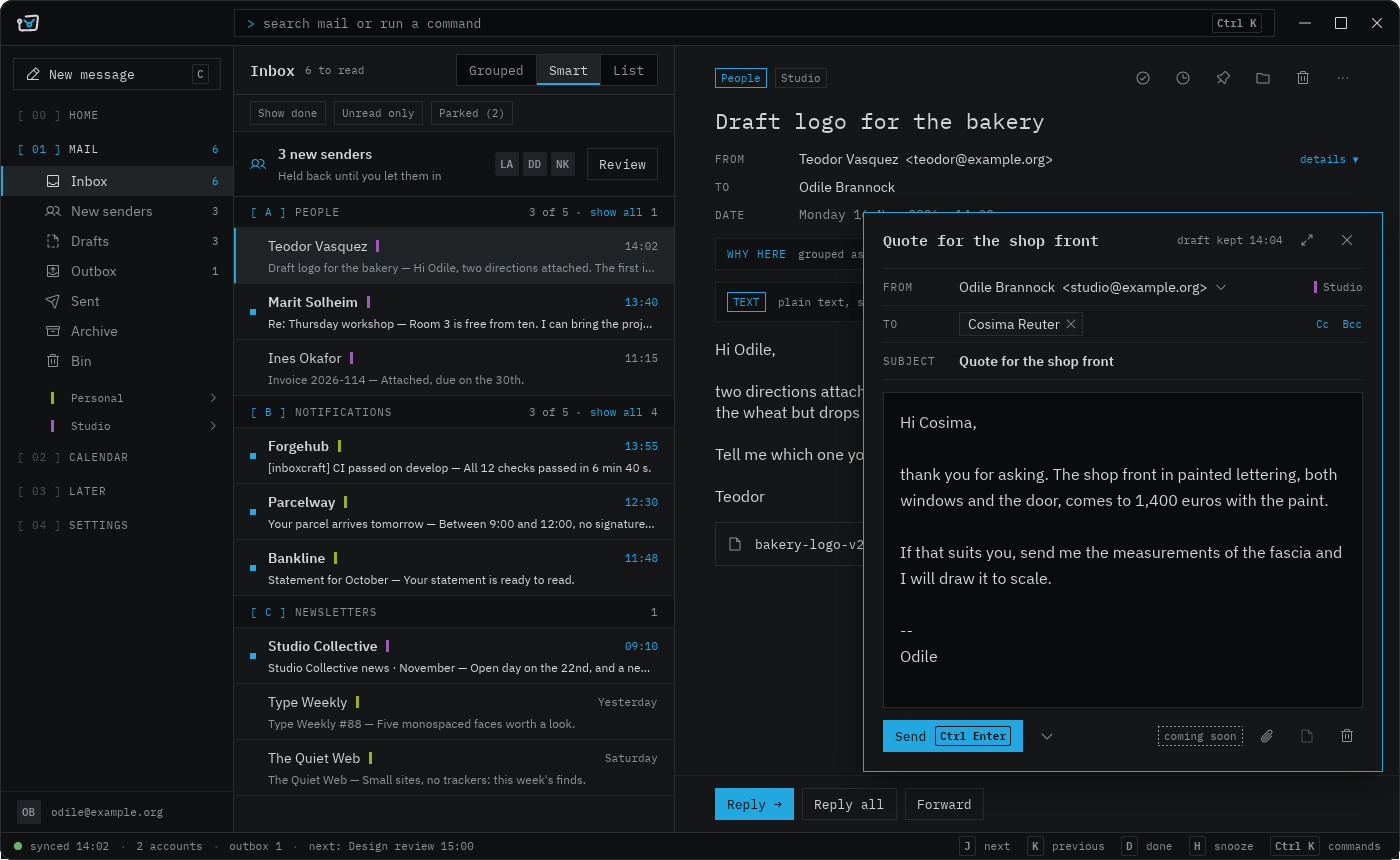 > search mail or run a command Ctrl K
New message C
[ 00 ] HOME
[ 01 ] MAIL 6
Inbox 6
New senders 3
Drafts 3
Outbox 1
Sent
Archive
Bin
Personal
Studio
[ 02 ] CALENDAR
[ 03 ] LATER
[ 04 ] SETTINGS
OB odile@example.org
Inbox 6 to read Grouped Smart List
Show done Unread only Parked (2)
3 new senders
Held back until you let them in
LA DD NK Review
[ A ] PEOPLE 3 of 5 · show all 1
Teodor Vasquez 14:02
Draft logo for the bakery — Hi Odile, two directions attached. The first i…
Marit Solheim 13:40
Re: Thursday workshop — Room 3 is free from ten. I can bring the proj…
Ines Okafor 11:15
Invoice 2026-114 — Attached, due on the 30th.
[ B ] NOTIFICATIONS 3 of 5 · show all 4
Forgehub 13:55
[inboxcraft] CI passed on develop — All 12 checks passed in 6 min 40 s.
Parcelway 12:30
Your parcel arrives tomorrow — Between 9:00 and 12:00, no signature…
Bankline 11:48
Statement for October — Your statement is ready to read.
[ C ] NEWSLETTERS 1
Studio Collective 09:10
Studio Collective news · November — Open day on the 22nd, and a ne…
Type Weekly Yesterday
Type Weekly #88 — Five monospaced faces worth a look.
The Quiet Web Saturday
The Quiet Web — Small sites, no trackers: this week's finds.
People Studio
Draft logo for the bakery
FROM Teodor Vasquez <teodor@example.org> details ▾
TO Odile Brannock
DATE Monday
WHY HERE grouped as
TEXT plain text, s
Hi Odile,
two directions attach
the wheat but drops
Tell me which one yo
Teodor
bakery-logo-v2
Reply → Reply all Forward
Quote for the shop front draft kept 14:04
FROM Odile Brannock <studio@example.org> Studio
TO Cosima Reuter Cc Bcc
SUBJECT Quote for the shop front
Hi Cosima,
thank you for asking. The shop front in painted lettering, both
windows and the door, comes to 1,400 euros with the paint.
If that suits you, send me the measurements of the fascia and
I will draw it to scale.
--
Odile
Send Ctrl Enter coming soon
synced 14:02 · 2 accounts · outbox 1 · next: Design review 15:00
J next K previous D done H snooze Ctrl K commands